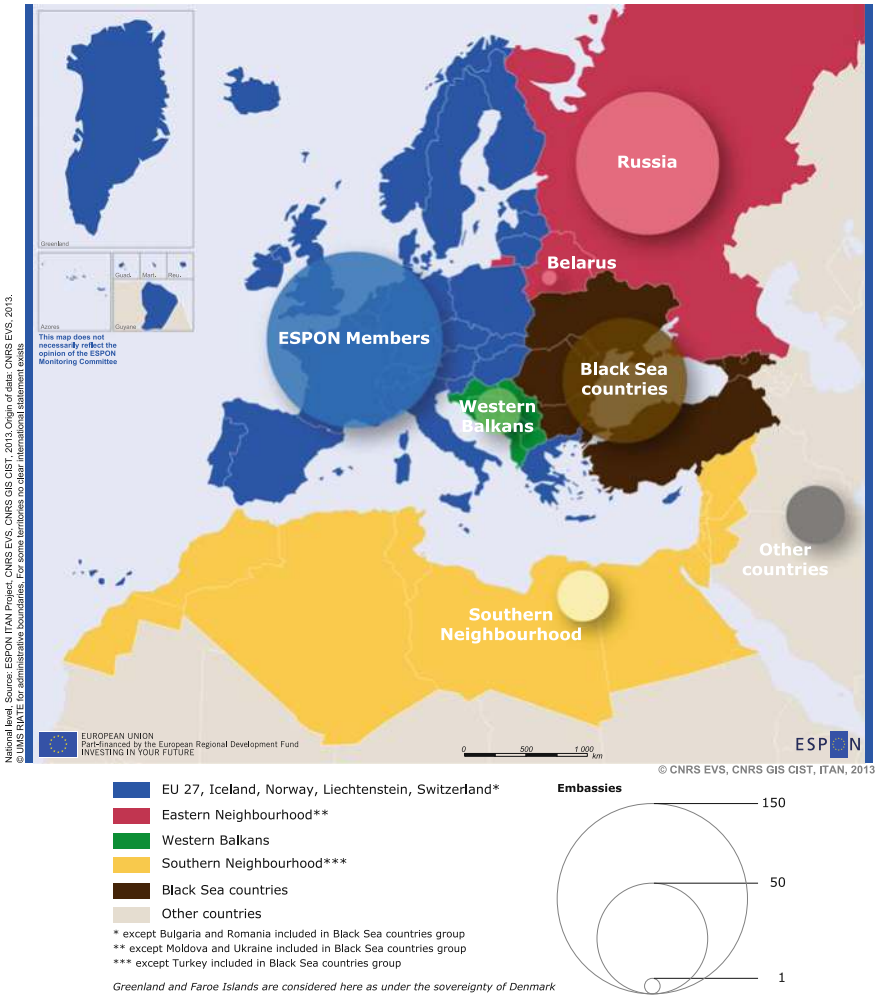 Greenland
Guad.
Mart.
Reu.
Azores
Guyane
This map does not
necessarily reflect the
opinion of the ESPON
Monitoring Committee
National level, Source: ESPON ITAN Project, CNRS EVS, CNRS GIS CIST, 2013, Origin of data: CNRS EVS, 2013.
© UMS RIATE for administrative boundaries, For some territories no clear international statement exists
Russia
Belarus
ESPON Members
Black Sea
countries
Western
Balkans
Other
countries
Southern
Neighbourhood
EUROPEAN UNION
Part-financed by the European Regional Development Fund
INVESTING IN YOUR FUTURE
0 500 1 000
km
ESPON
© CNRS EVS, CNRS GIS CIST, ITAN, 2013
EU 27, Iceland, Norway, Liechtenstein, Switzerland*
Eastern Neighbourhood**
Western Balkans
Southern Neighbourhood***
Black Sea countries
Other countries
* except Bulgaria and Romania included in Black Sea countries group
** except Moldova and Ukraine included in Black Sea countries group
*** except Turkey included in Black Sea countries group
Greenland and Faroe Islands are considered here as under the sovereignty of Denmark
Embassies
150
50
1